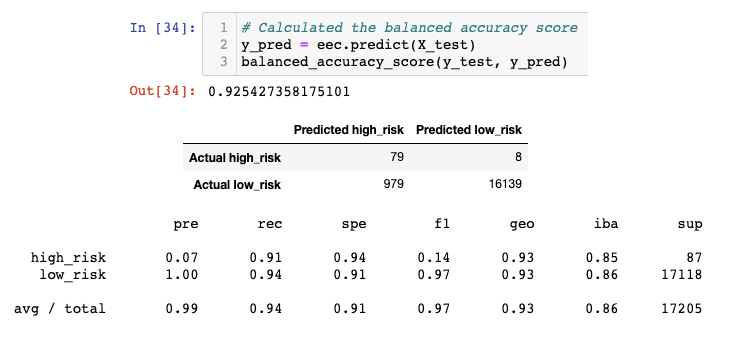 In [34]: 1 # Calculated the balanced accuracy score
2 y_pred = eec.predict(X_test)
3 balanced_accuracy_score(y_test, y_pred)
Out[34]: 0.925427358175101
Predicted high_risk Predicted low_risk
Actual high_risk 79 8
Actual low_risk 979 16139
pre rec spe f1 geo iba sup
high_risk 0.07 0.91 0.94 0.14 0.93 0.85 87
low_risk 1.00 0.94 0.91 0.97 0.93 0.86 17118
avg / total 0.99 0.94 0.91 0.97 0.93 0.86 17205